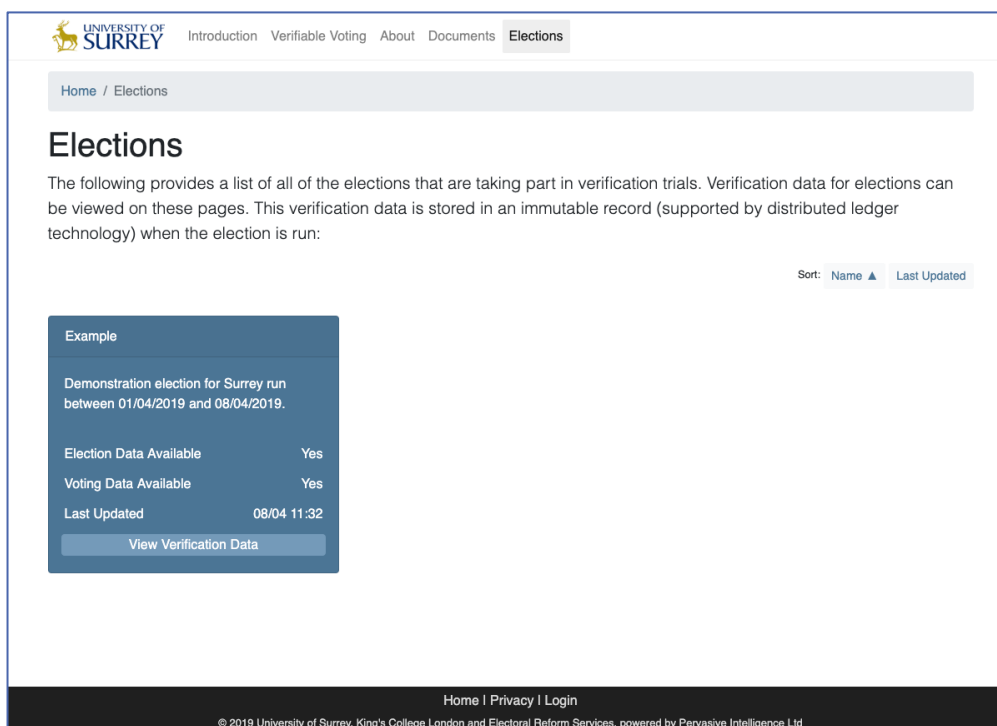 UNIVERSITY OF
SURREY
Introduction Verifiable Voting About Documents Elections
Home / Elections
Elections
The following provides a list of all of the elections that are taking part in verification trials. Verification data for elections can
be viewed on these pages. This verification data is stored in an immutable record (supported by distributed ledger
technology) when the election is run:
Sort: Name ▲ Last Updated
Example
Demonstration election for Surrey run
between 01/04/2019 and 08/04/2019.
Election Data Available Yes
Voting Data Available Yes
Last Updated 08/04 11:32
View Verification Data
Home | Privacy | Login
© 2019 University of Surrey, King's College London and Electoral Reform Services, powered by Pervasive Intelligence Ltd